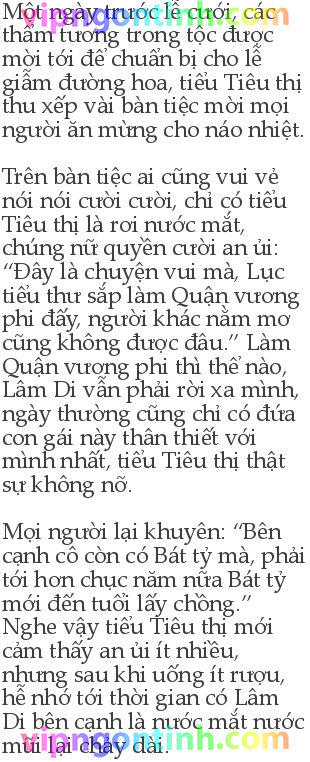 Một ngày trước lễ cưới, các
vipngontinh.com
thẩm tương trong tộc được
mời tới để chuẩn bị cho lễ
giẫm đường hoa, tiểu Tiêu thị
thu xếp vài bàn tiệc mời mọi
người ăn mừng cho náo nhiệt.
Trên bàn tiệc ai cũng vui vẻ
nói nói cười cười, chỉ có tiểu
Tiêu thị là rơi nước mắt,
chúng nữ quyền cười an ủi:
“Đây là chuyện vui mà, Lục
tiểu thư sắp làm Quận vương
phi đấy, người khác nằm mơ
cũng không được đâu.” Làm
Quận vương phi thì thế nào,
Lâm Di vẫn phải rời xa mình,
ngày thường cũng chỉ có đứa
con gái này thân thiết với
mình nhất, tiểu Tiêu thị thật
sự không nỡ.
Mọi người lại khuyên: “Bên
cạnh cô còn có Bát tỷ mà, phải
tới hơn chục năm nữa Bát tỷ
mới đến tuổi lấy chồng.”
Nghe vậy tiểu Tiêu thị mới
cảm thấy an ủi ít nhiều,
nhưng sau khi uống ít rượu,
hễ nhớ tới thời gian có Lâm
Di bên cạnh là nước mắt nước
mũi lại chảy dài.
vipngontinh.com